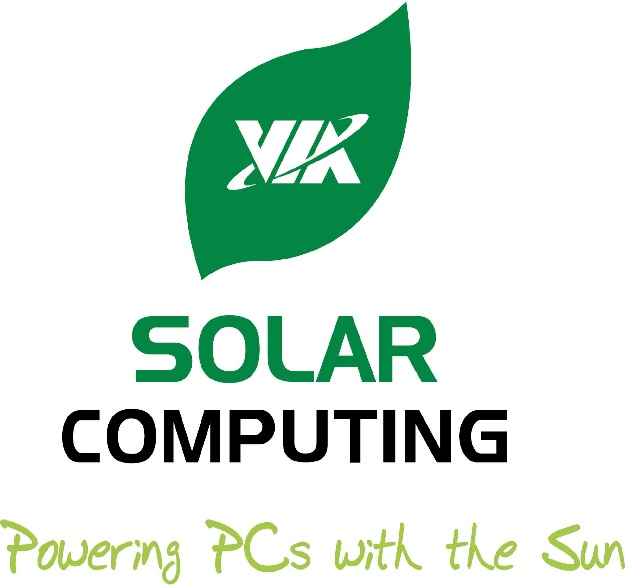 VIA
SOLAR
COMPUTING
Powering PCs with the Sun